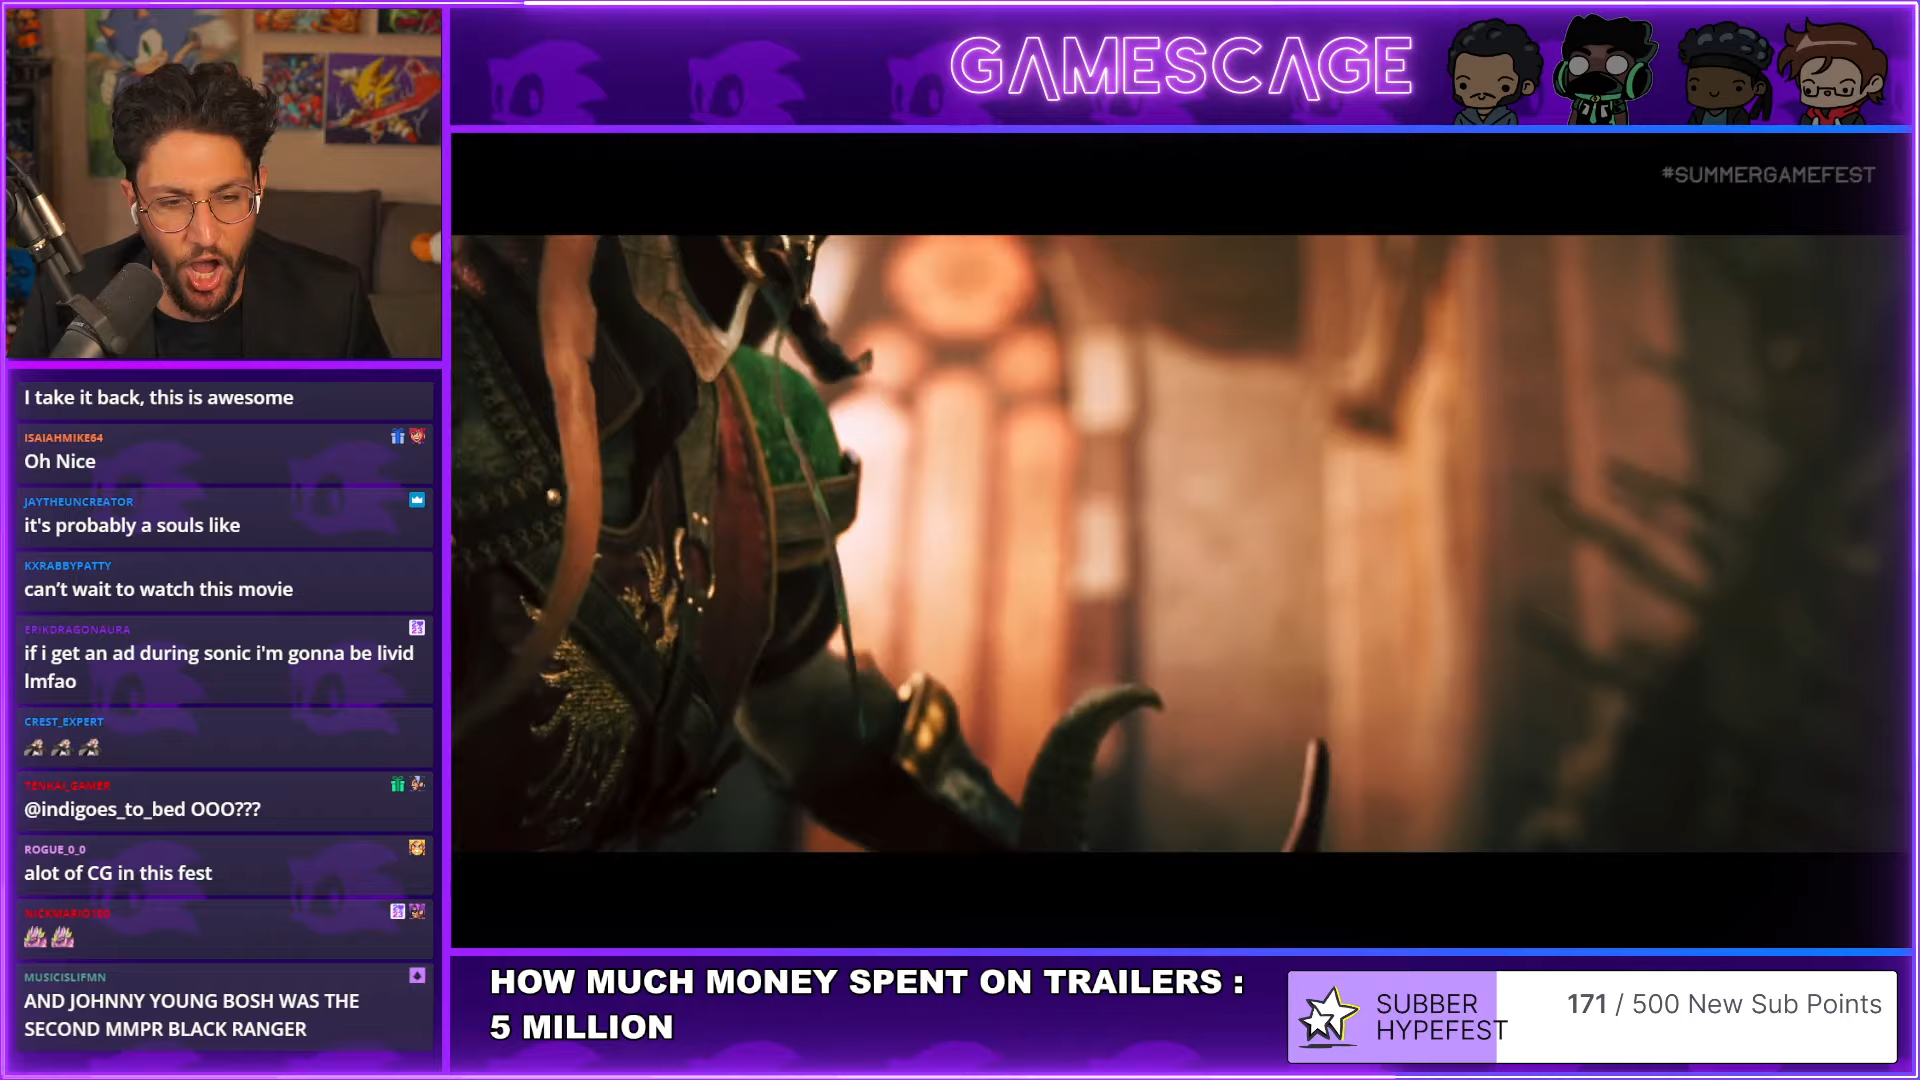 GAMESCAGE
#SUMMERGAMEFEST
I take it back, this is awesome
ISAIAHMIKE64
Oh Nice
JAYTHEUNCREATOR
it's probably a souls like
KXRABBYPATTY
can't wait to watch this movie
ERIKDRAGONAURA
if i get an ad during sonic i'm gonna be livid
lmfao
CREST_EXPERT
TENKAI_GAMER
@indigoes_to_bed OOO???
ROGUE_0_0
alot of CG in this fest
NICKMARIO100
MUSICISLIFMN
AND JOHNNY YOUNG BOSH WAS THE
SECOND MMPR BLACK RANGER
HOW MUCH MONEY SPENT ON TRAILERS :
5 MILLION
SUBBER
HYPEFEST
171 / 500 New Sub Points